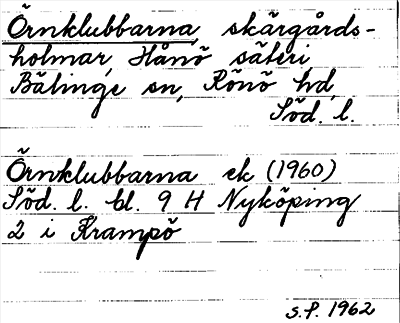 Örnklubbarna, skärgårds-
holmar, Hånö säteri
Bälinge sn, Rönö hd,
Söd. l.
Örnklubbarna ek (1960)
Söd. l. bl. 9 H Nyköping
2 i Krampö
S.P. 1962